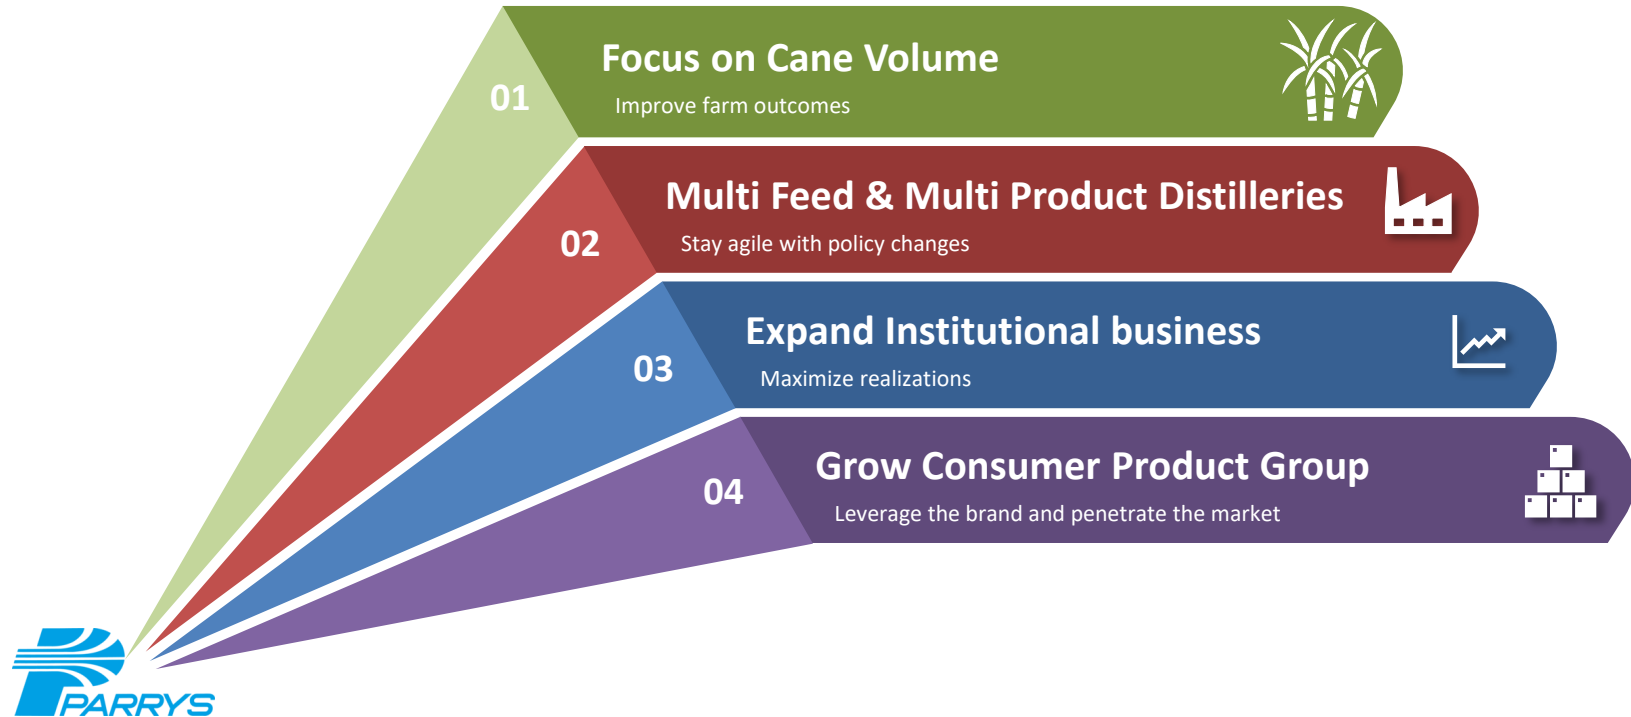 01
Focus on Cane Volume
Improve farm outcomes
02
Multi Feed & Multi Product Distilleries
Stay agile with policy changes
03
Expand Institutional business
Maximize realizations
04
Grow Consumer Product Group
Leverage the brand and penetrate the market
PARRYS